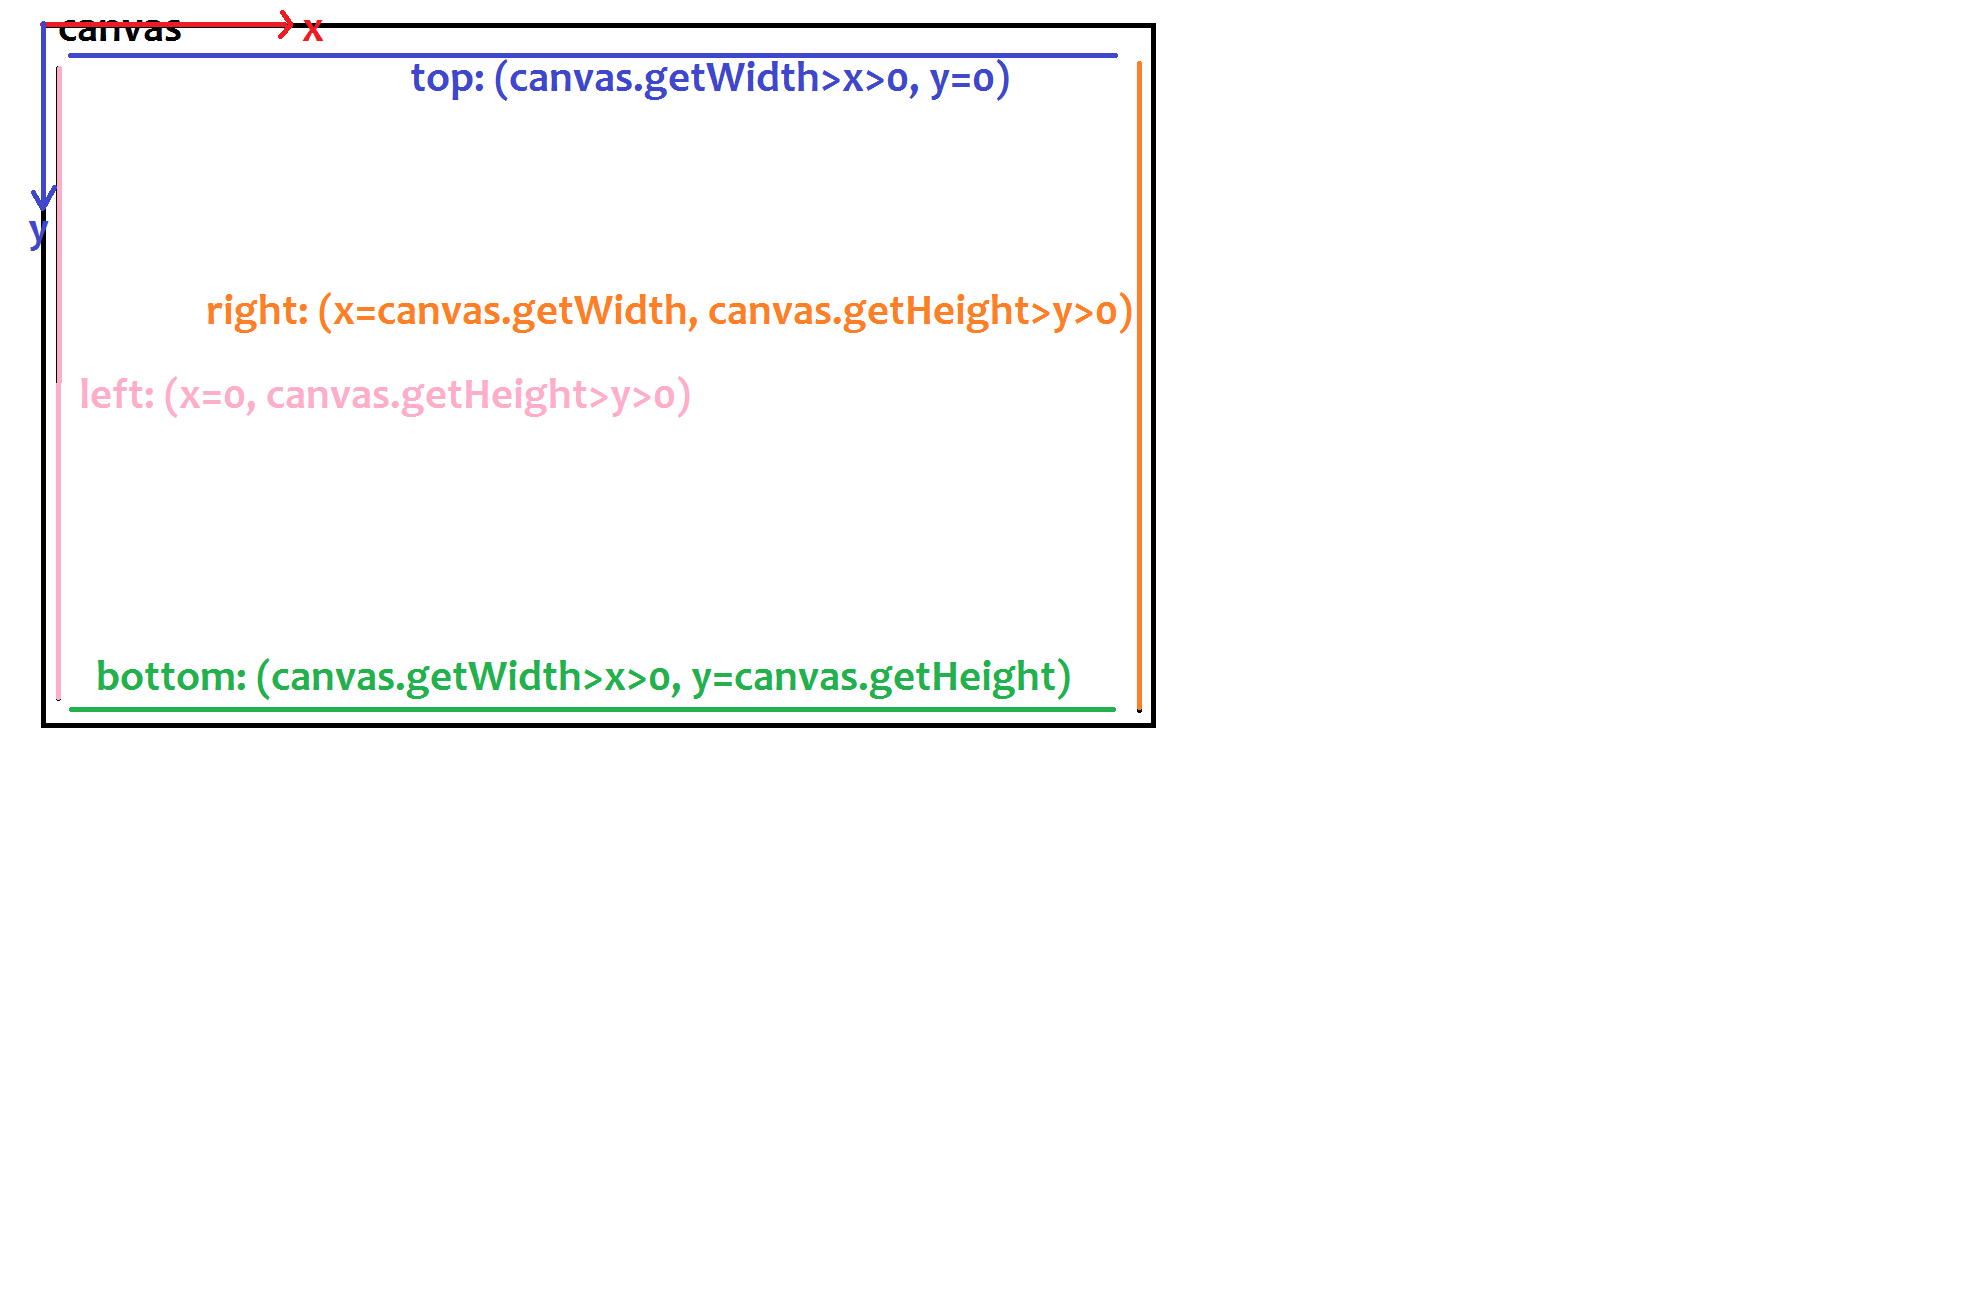 canvas x
top: (canvas.getWidth>x>0, y=0)
y
right: (x=canvas.getWidth, canvas.getHeight>y>0)
left: (x=0, canvas.getHeight>y>0)
bottom: (canvas.getWidth>x>0, y=canvas.getHeight)